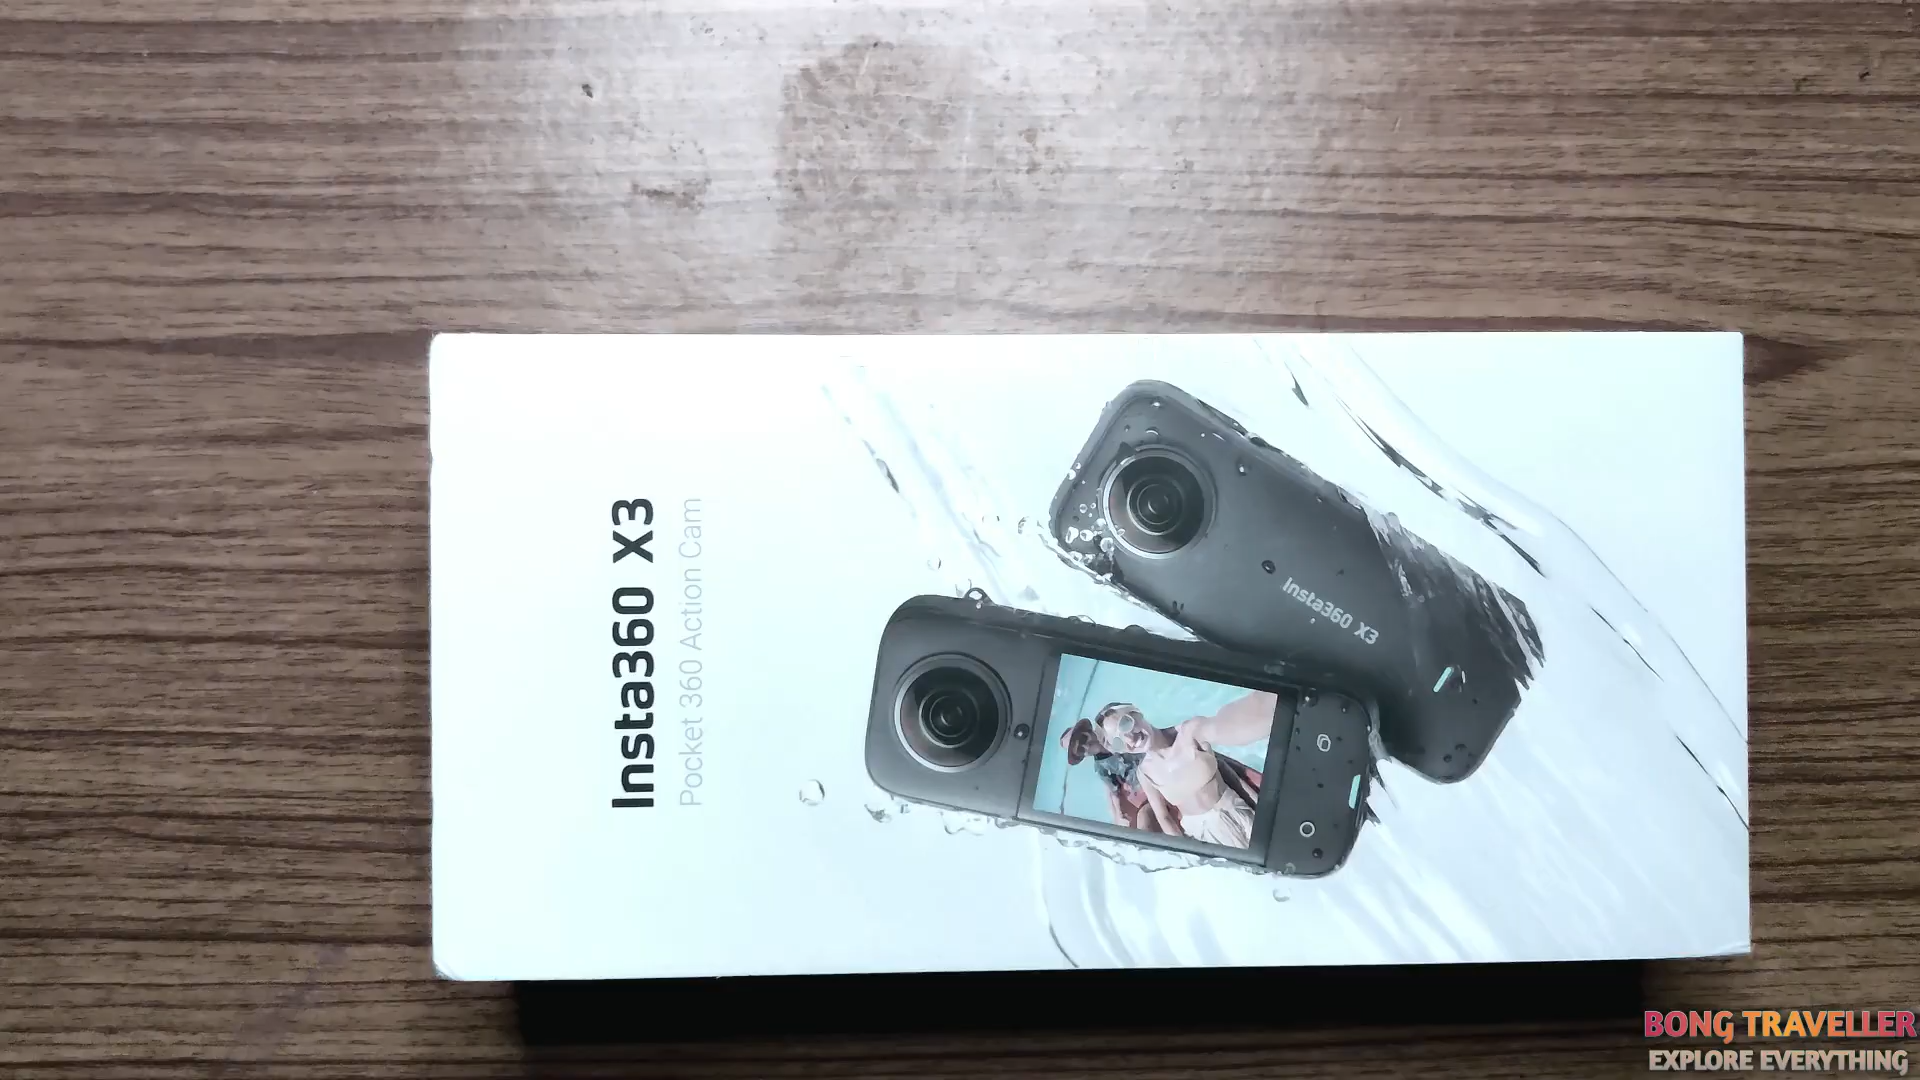 Insta360 X3
Pocket 360 Action Cam
Insta360 X3
BONG TRAVELLER
EXPLORE EVERYTHING